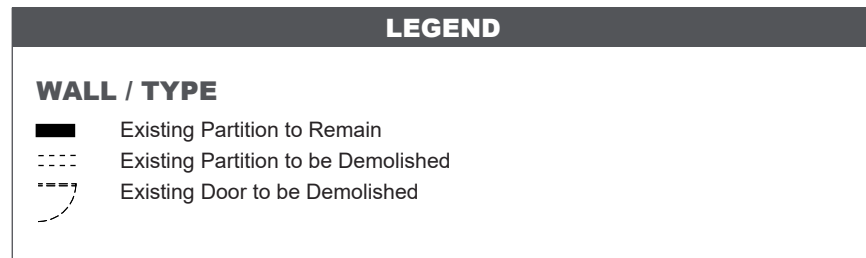 LEGEND
WALL / TYPE
Existing Partition to Remain
Existing Partition to be Demolished
Existing Door to be Demolished